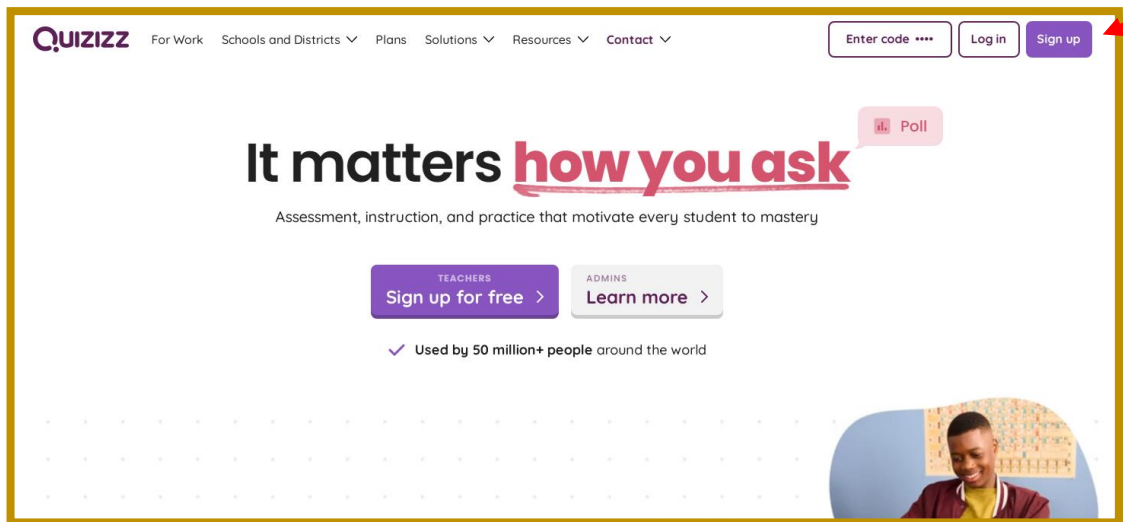 QUIZIZZ For Work Schools and Districts Plans Solutions Resources Contact Enter code •••• Log in Sign up
Poll
It matters how you ask
Assessment, instruction, and practice that motivate every student to mastery
TEACHERS
Sign up for free
ADMINS
Learn more
Used by 50 million+ people around the world